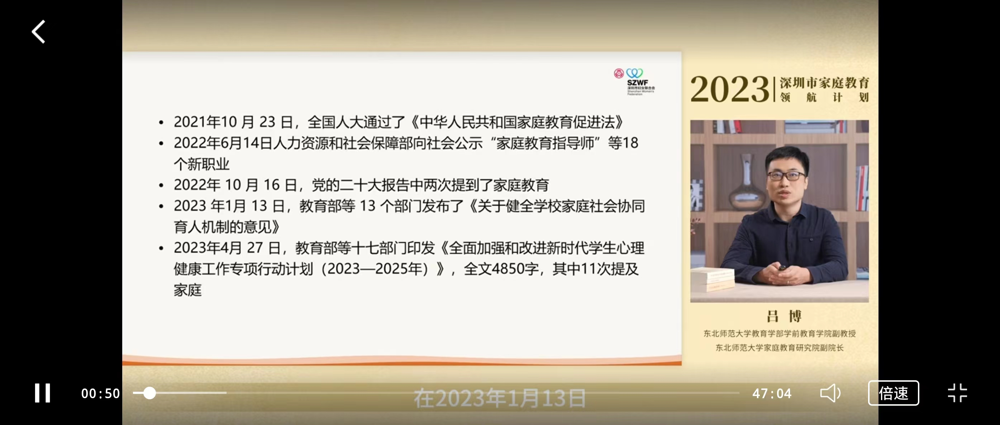 SZWF
深圳市妇女联合会
Shenzhen Women's
Federation
• 2021年10 月 23 日，全国人大通过了《中华人民共和国家庭教育促进法》
• 2022年6月14日人力资源和社会保障部向社会公示“家庭教育指导师”等18
个新职业
• 2022年 10 月 16 日，党的二十大报告中两次提到了家庭教育
• 2023 年1月 13 日，教育部等 13 个部门发布了《关于健全学校家庭社会协同
育人机制的意见》
• 2023年4月 27 日，教育部等十七部门印发《全面加强和改进新时代学生心理
健康工作专项行动计划（2023—2025年）》，全文4850字，其中11次提及
家庭
2023 深圳市家庭教育
领航计划
吕 博
东北师范大学教育学部学前教育学院副教授
东北师范大学家庭教育研究院副院长
在2023年1月13日
00:50
47:04
倍速